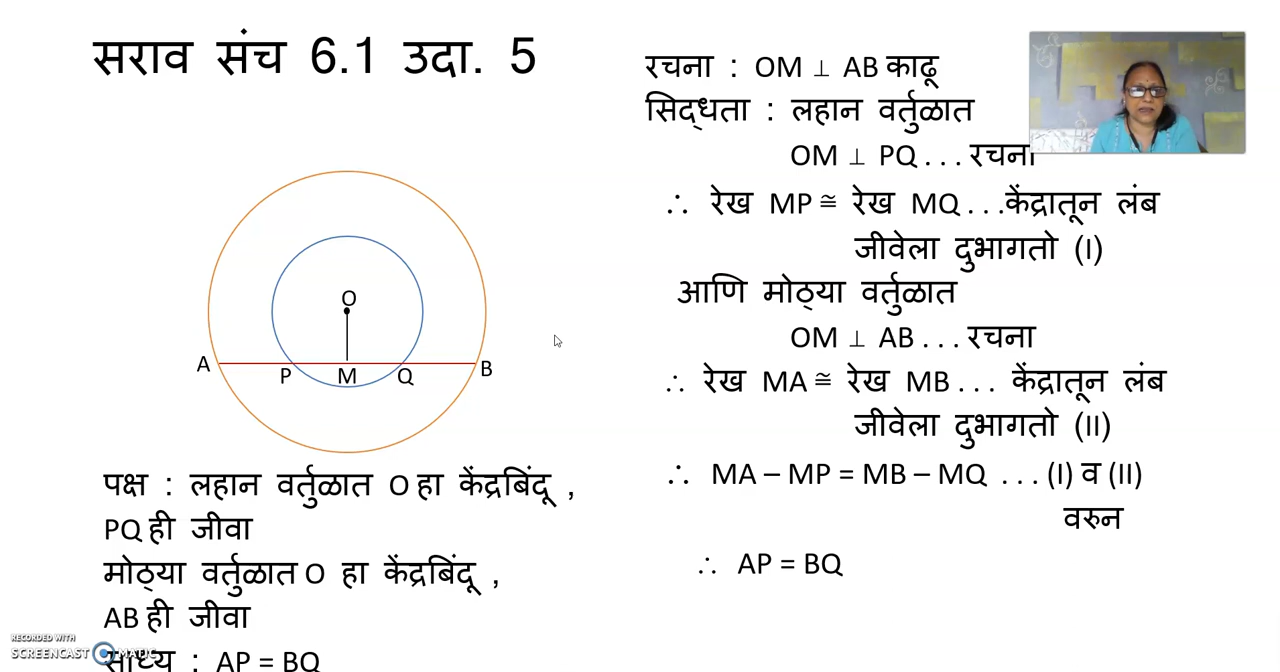 सराव संच 6.1 उदा. 5
O
A
P
M
Q
B
पक्ष : लहान वर्तुळात O हा केंद्रबिंदू ,
PQ ही जीवा
मोठ्या वर्तुळात O हा केंद्रबिंदू ,
AB ही जीवा
साध्य : AP = BQ
रचना : OM ⊥ AB काढू
सिद्धता : लहान वर्तुळात
OM ⊥ PQ . . . रचना
∴ रेख MP ≅ रेख MQ . . .केंद्रातून लंब
जीवेला दुभागतो (I)
आणि मोठ्या वर्तुळात
OM ⊥ AB . . . रचना
∴ रेख MA ≅ रेख MB . . . केंद्रातून लंब
जीवेला दुभागतो (II)
∴ MA – MP = MB – MQ . . . (I) व (II)
वरुन
∴ AP = BQ
RECORDED WITH
SCREENCAST MATIC